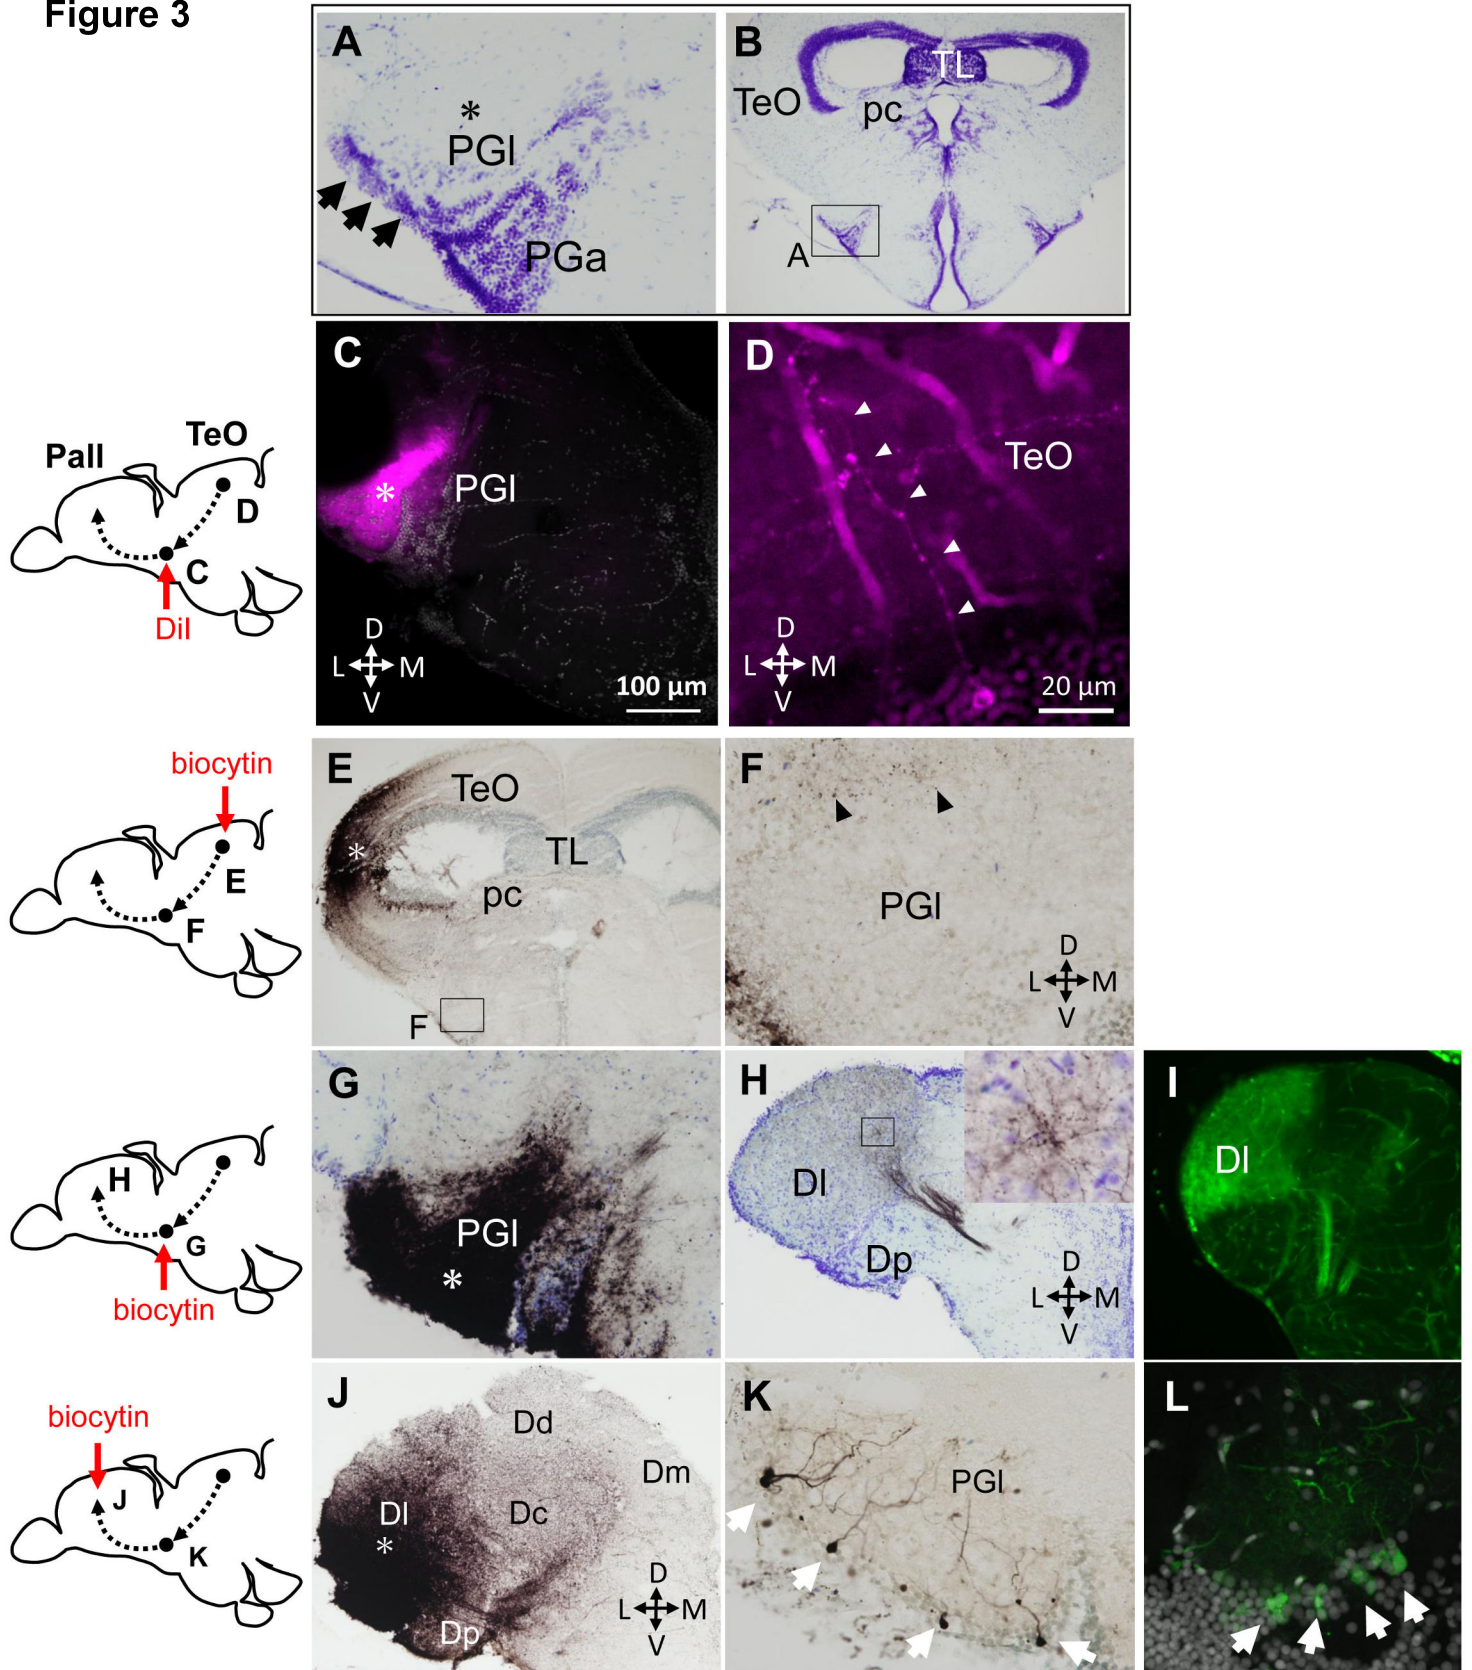 Figure 3
A
*
PGl
PGa
B
TL
TeO
pc
A
Pall
TeO
D
C
DiI
C
*
PGl
D
L M
V
100 µm
D
TeO
D
L M
V
20 µm
biocytin
E
F
E
TeO
*
TL
pc
F
F
PGl
D
L M
V
H
G
biocytin
G
PGl
*
H
Dl
Dp
D
L M
V
I
Dl
biocytin
J
K
J
Dd
Dm
Dl
Dc
*
Dp
D
L M
V
K
PGl
L